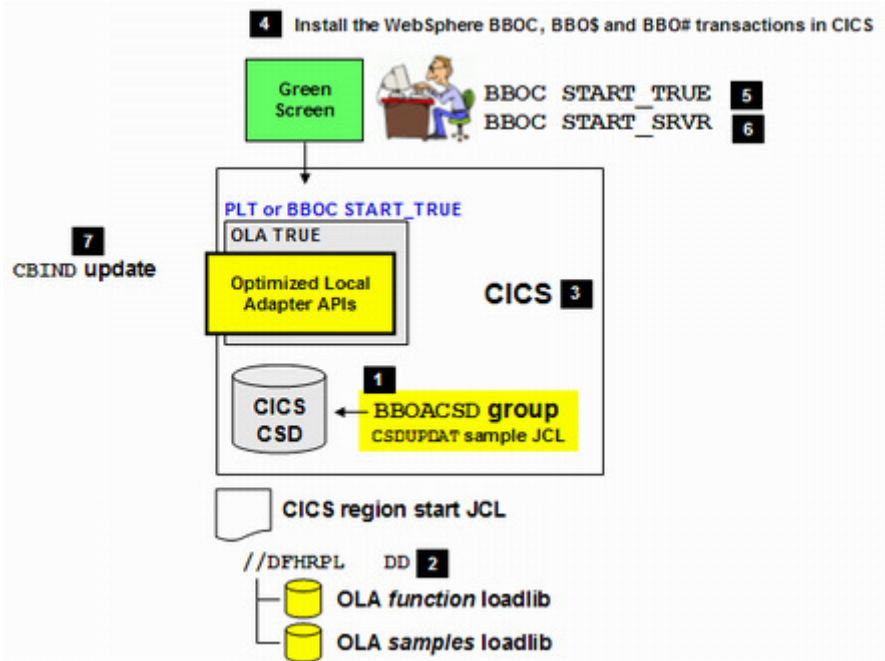 4 Install the WebSphere BBOC, BBO$ and BBO# transactions in CICS
Green
Screen
BBOC START_TRUE 5
BBOC START_SRVR 6
PLT or BBOC START_TRUE
OLA TRUE
7
CBIND update
Optimized Local
Adapter APIs
CICS 3
1
CICS
CSD
BBOACSD group
CSDUPDAT sample JCL
CICS region start JCL
//DFHRPL DD 2
OLA function loadlib
OLA samples loadlib